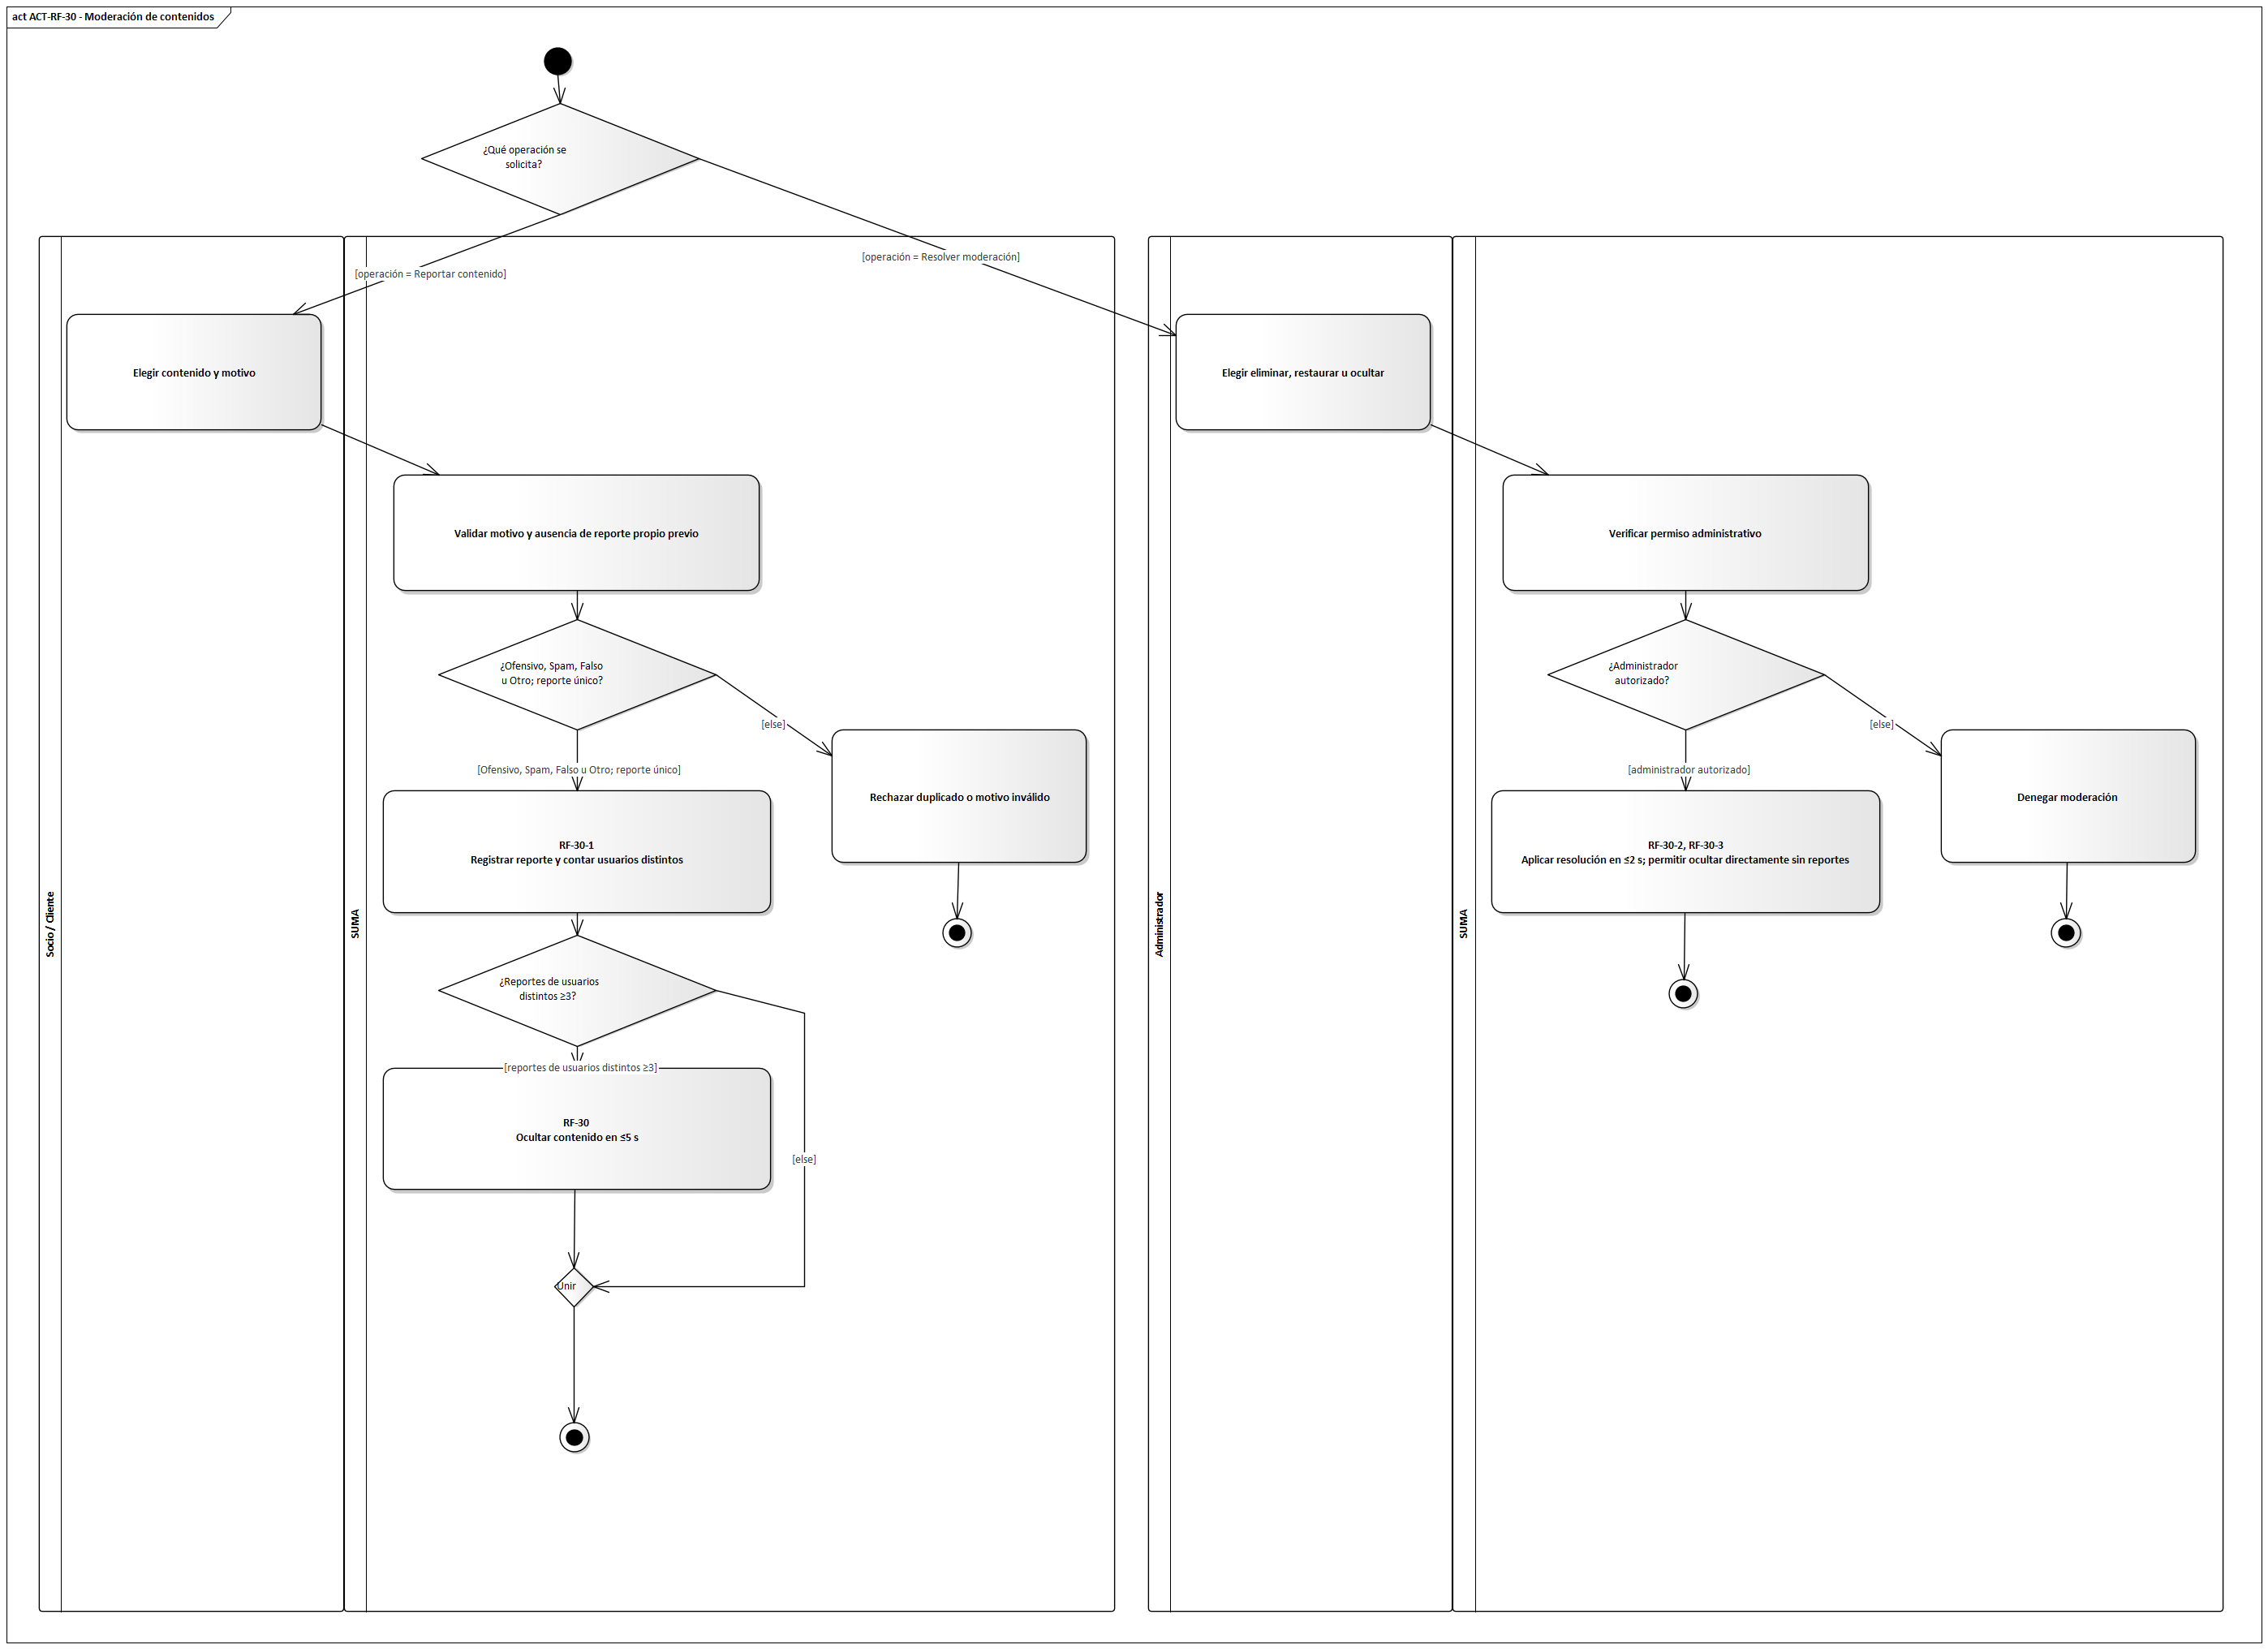 act ACT-RF-30 - Moderación de contenidos
¿Qué operación se
solicita?
[operación = Reportar contenido]
[operación = Resolver moderación]
Elegir contenido y motivo
Elegir eliminar, restaurar u ocultar
Validar motivo y ausencia de reporte propio previo
Verificar permiso administrativo
¿Ofensivo, Spam, Falso
u Otro; reporte único?
¿Administrador
autorizado?
[else]
[else]
[Ofensivo, Spam, Falso u Otro; reporte único]
[administrador autorizado]
Rechazar duplicado o motivo inválido
Denegar moderación
RF-30-1
Registrar reporte y contar usuarios distintos
RF-30-2, RF-30-3
Aplicar resolución en ≤2 s; permitir ocultar directamente sin reportes
Socio / Cliente
SUMA
Administrador
SUMA
¿Reportes de usuarios
distintos ≥3?
[reportes de usuarios distintos ≥3]
RF-30
Ocultar contenido en ≤5 s
[else]
Unir